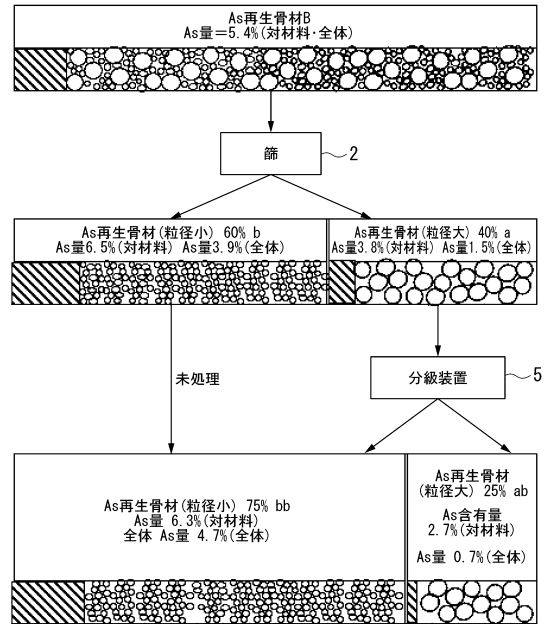 As再生骨材B
As量=5.4%(対材料・全体)
篩
2
As再生骨材(粒径小) 60% b
As量6.5%(対材料) As量3.9%(全体)
As再生骨材(粒径大) 40% a
As量3.8%(対材料) As量1.5%(全体)
未処理
分級装置
5
As再生骨材(粒径小) 75% bb
As量 6.3%(対材料)
全体 As量 4.7%(全体)
As再生骨材
(粒径大) 25% ab
As含有量
2.7%(対材料)
As量 0.7%(全体)